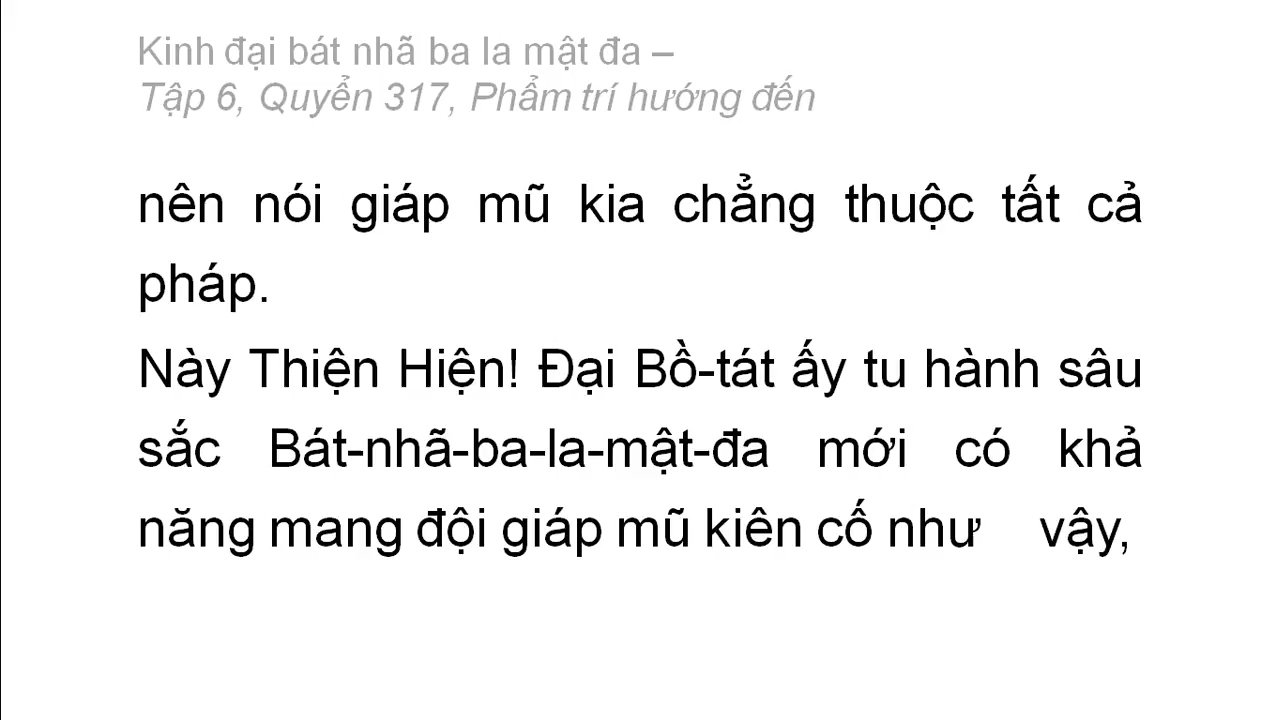 Kinh đại bát nhã ba la mật đa –
Tập 6, Quyển 317, Phẩm trí hướng đến
nên nói giáp mũ kia chẳng thuộc tất cả
pháp.
Này Thiện Hiện! Đại Bồ-tát ấy tu hành sâu
sắc Bát-nhã-ba-la-mật-đa mới có khả
năng mang đội giáp mũ kiên cố như vậy,